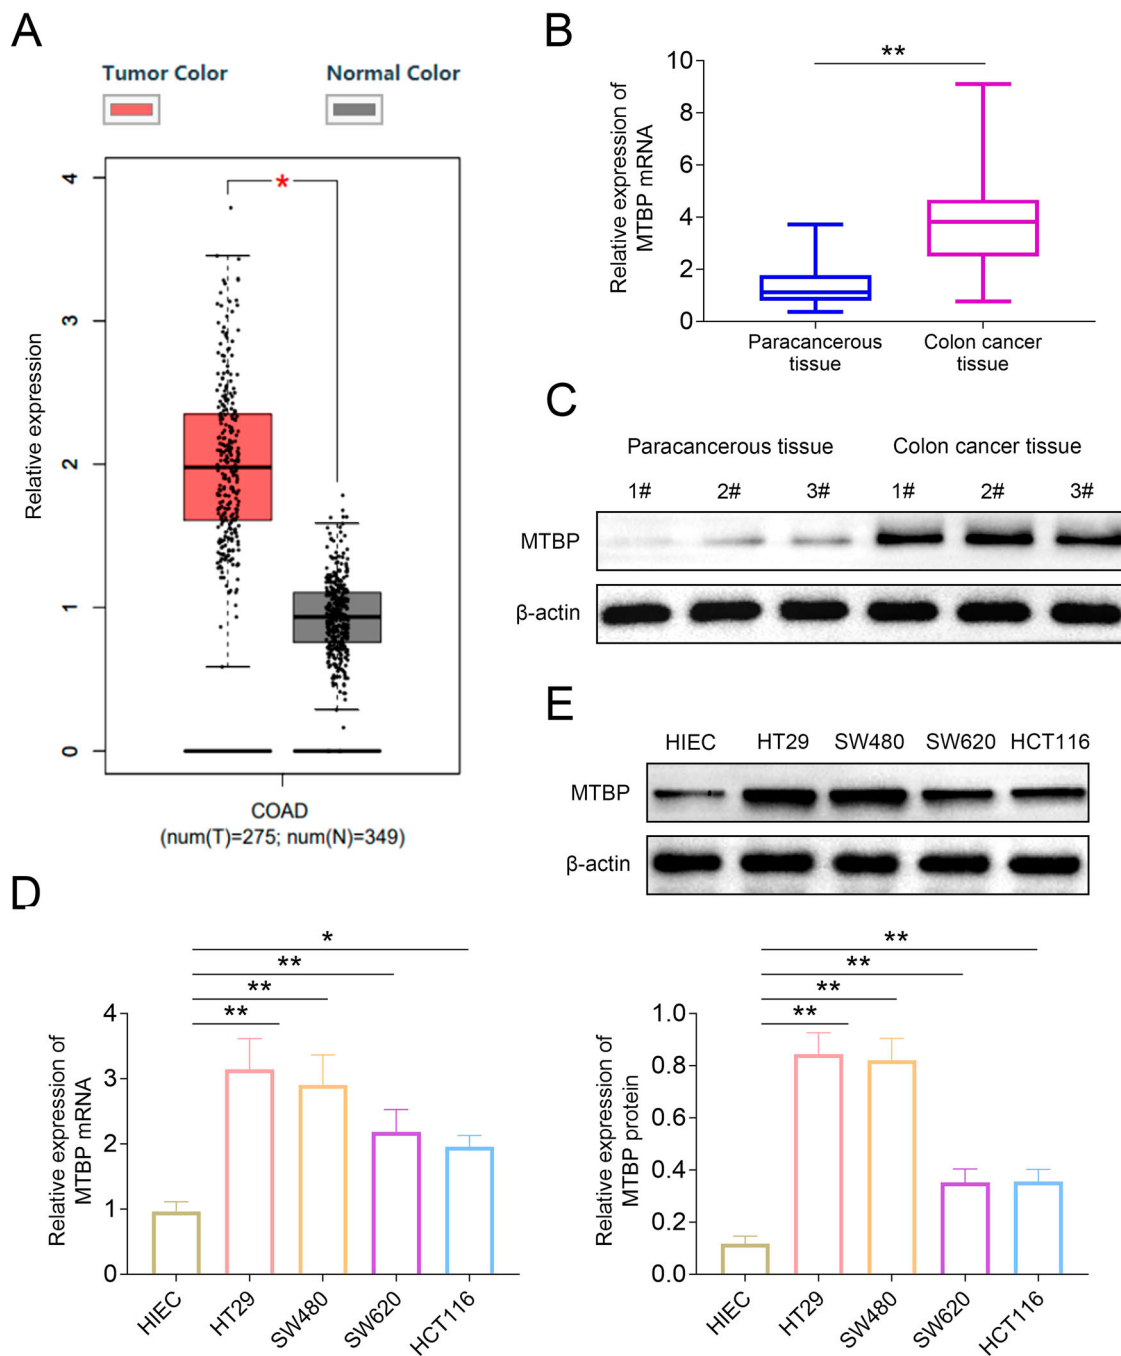 A
Tumor Color
Normal Color
Relative expression
4
3
2
1
0
*
COAD
(num(T)=275; num(N)=349)
B
Relative expression of
MTBP mRNA
10
8
6
4
2
0
**
Paracancerous
tissue
Colon cancer
tissue
C
Paracancerous tissue
Colon cancer tissue
1# 2# 3# 1# 2# 3#
MTBP
β-actin
E
HIEC HT29 SW480 SW620 HCT116
MTBP
β-actin
D
Relative expression of
MTBP mRNA
4
3
2
1
0
*
**
**
**
HIEC
HT29
SW480
SW620
HCT116
Relative expression of
MTBP protein
1.0
0.8
0.6
0.4
0.2
0.0
**
**
**
**
HIEC
HT29
SW480
SW620
HCT116